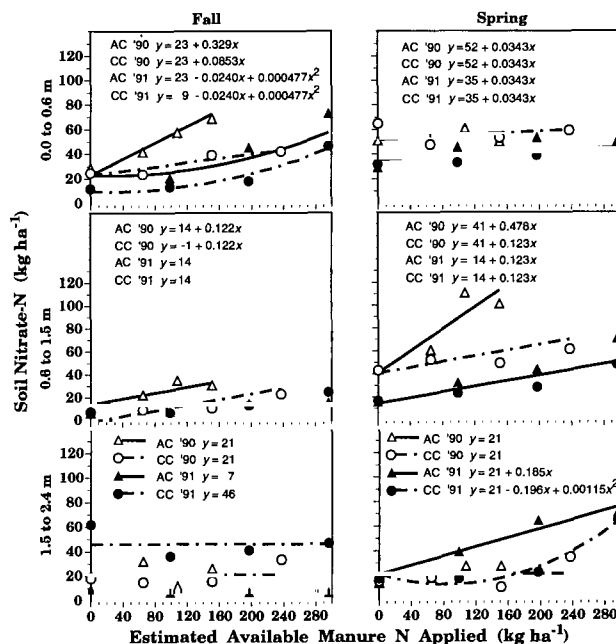 Fall
Spring
AC '90 y = 23 + 0.329x
CC '90 y = 23 + 0.0853x
AC '91 y = 23 - 0.0240x + 0.000477x²
CC '91 y = 9 - 0.0240x + 0.000477x²
AC '90 y = 52 + 0.0343x
CC '90 y = 52 + 0.0343x
AC '91 y = 35 + 0.0343x
CC '91 y = 35 + 0.0343x
0.0 to 0.6 m
100
80
60
40
20
0
AC '90 y = 14 + 0.122x
CC '90 y = -1 + 0.122x
AC '91 y = 14
CC '91 y = 14
AC '90 y = 41 + 0.478x
CC '90 y = 41 + 0.123x
AC '91 y = 14 + 0.123x
CC '91 y = 14 + 0.123x
Soil Nitrate-N (kg ha⁻¹)
0.6 to 1.5 m
120
100
80
60
40
20
0
AC '90 y = 21
CC '90 y = 21
AC '91 y = 7
CC '91 y = 46
AC '90 y = 21
CC '90 y = 21
AC '91 y = 21 + 0.185x
CC '91 y = 21 - 0.196x + 0.00115x²
1.5 to 2.4 m
120
100
80
60
40
20
0
0 40 80 120 160 200 240 280
0 40 80 120 160 200 240 280
Estimated Available Manure N Applied (kg ha⁻¹)